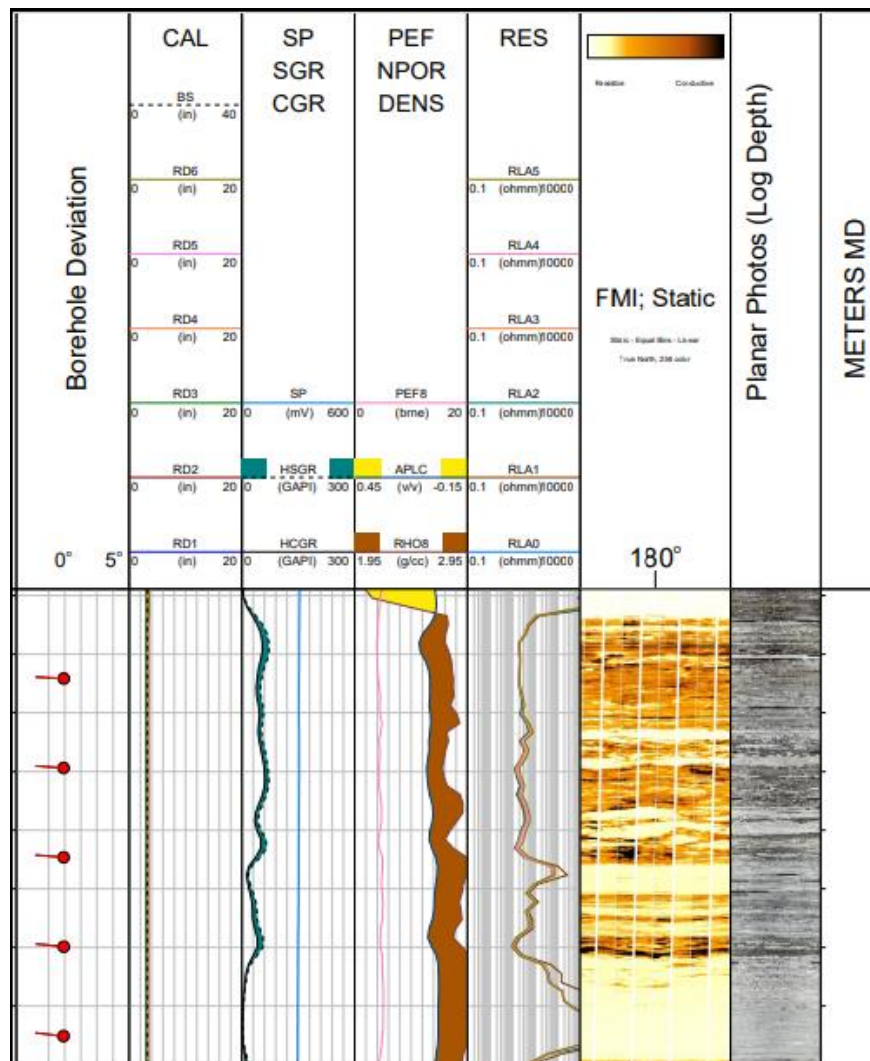 Borehole Deviation
0° 5°
CAL
BS
0 (in) 40
RD6
0 (in) 20
RD5
0 (in) 20
RD4
0 (in) 20
RD3
0 (in) 20
RD2
0 (in) 20
RD1
0 (in) 20
SP
SGR
CGR
SP
0 (mV) 600
HSGR
0 (GAPI) 300
HCGR
0 (GAPI) 300
PEF
NPOR
DENS
PEF8
0 (brne) 20
APLC
0.45 (v/v) -0.15
RHO8
1.95 (g/cc) 2.95
RES
RLA5
0.1 (ohmm)10000
RLA4
0.1 (ohmm)10000
RLA3
0.1 (ohmm)10000
RLA2
0.1 (ohmm)10000
RLA1
0.1 (ohmm)10000
RLA0
0.1 (ohmm)10000
Resistive Conductive
FMI; Static
180°
Planar Photos (Log Depth)
METERS MD